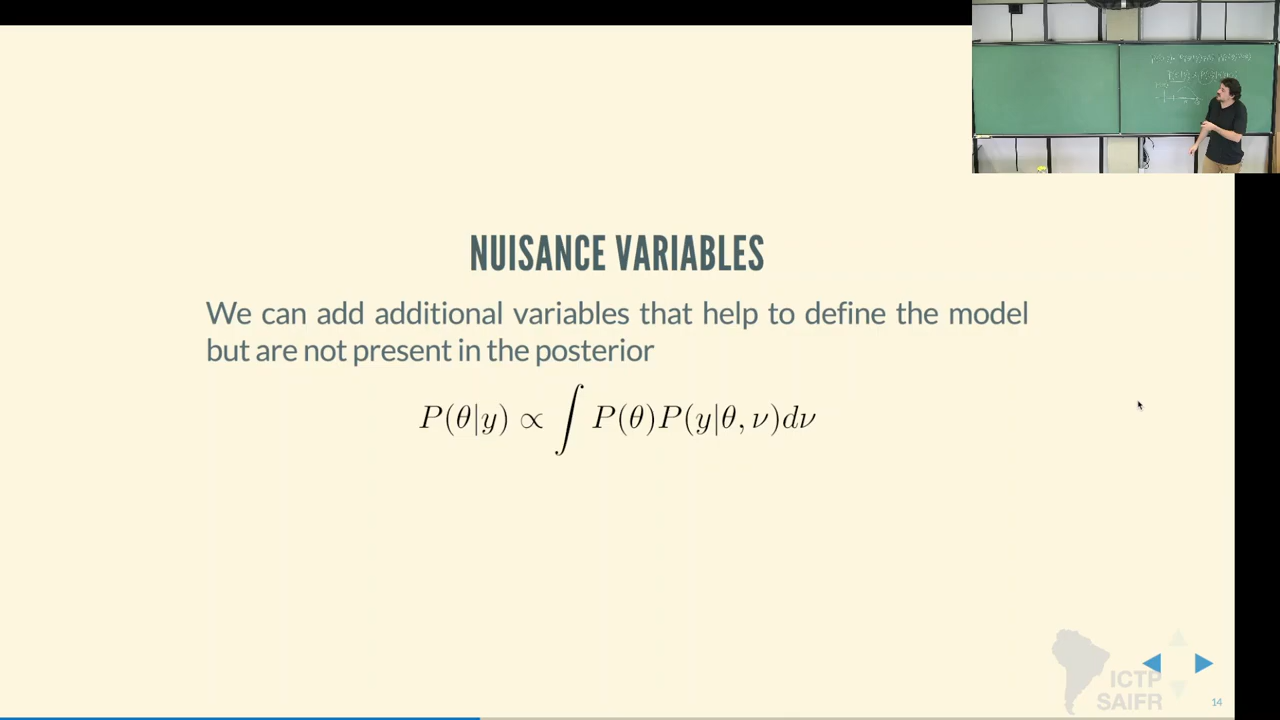 NUISANCE VARIABLES
We can add additional variables that help to define the model
but are not present in the posterior
P(θ|y) ∝ ∫ P(θ)P(y|θ, ν)dν
ICTP
SAIFR
14